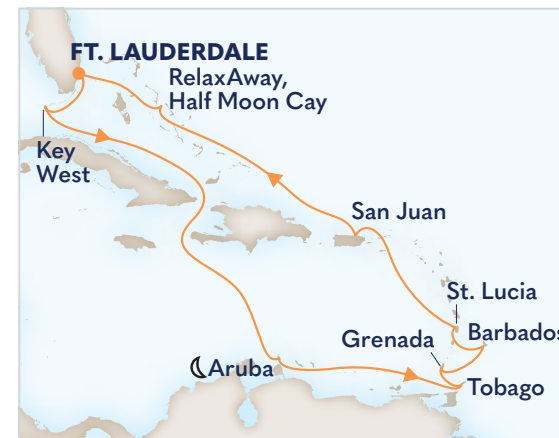 FT. LAUDERDALE
RelaxAway,
Half Moon Cay
Key
West
San Juan
St. Lucia
Barbados
Grenada
Aruba
Tobago